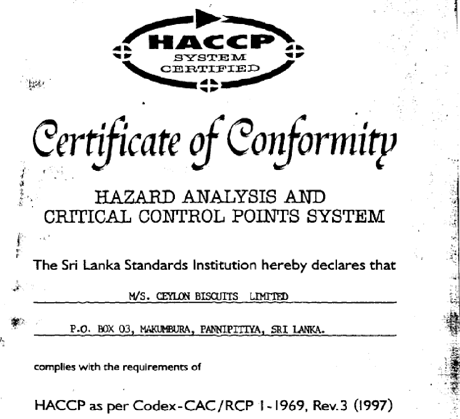 HACCP
SYSTEM
CERTIFIED
Certificate of Conformity
HAZARD ANALYSIS AND
CRITICAL CONTROL POINTS SYSTEM
The Sri Lanka Standards Institution hereby declares that
M/S. CEYLON BISCUITS LIMITED
P.O. BOX 03, MAKUMBURA, PANNIPITIYA, SRI LANKA.
complies with the requirements of
HACCP as per Codex-CAC/RCP 1-1969, Rev.3 (1997)